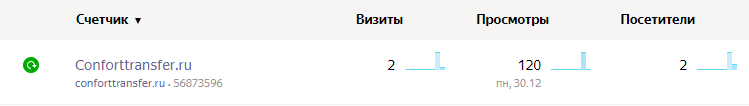 Счетчик ▼ Визиты Просмотры Посетители
Conforttransfer.ru 2 120 2
conforttransfer.ru • 56873596 пн, 30.12